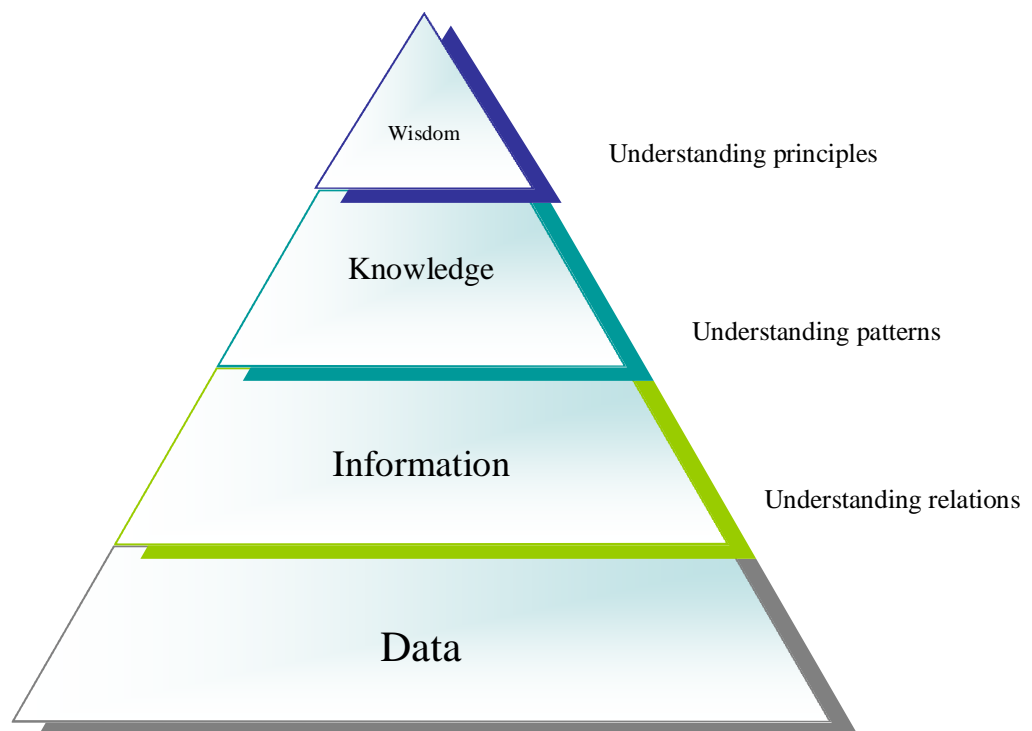 Wisdom
Understanding principles
Knowledge
Understanding patterns
Information
Understanding relations
Data